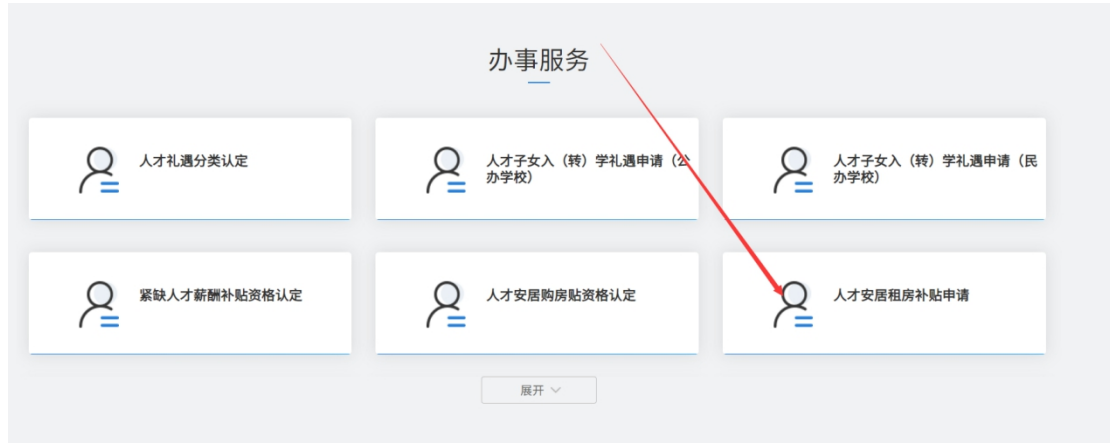 办事服务
人才礼遇分类认定
人才子女入（转）学礼遇申请（公
办学校）
人才子女入（转）学礼遇申请（民
办学校）
紧缺人才薪酬补贴资格认定
人才安居购房贴资格认定
人才安居租房补贴申请
展开